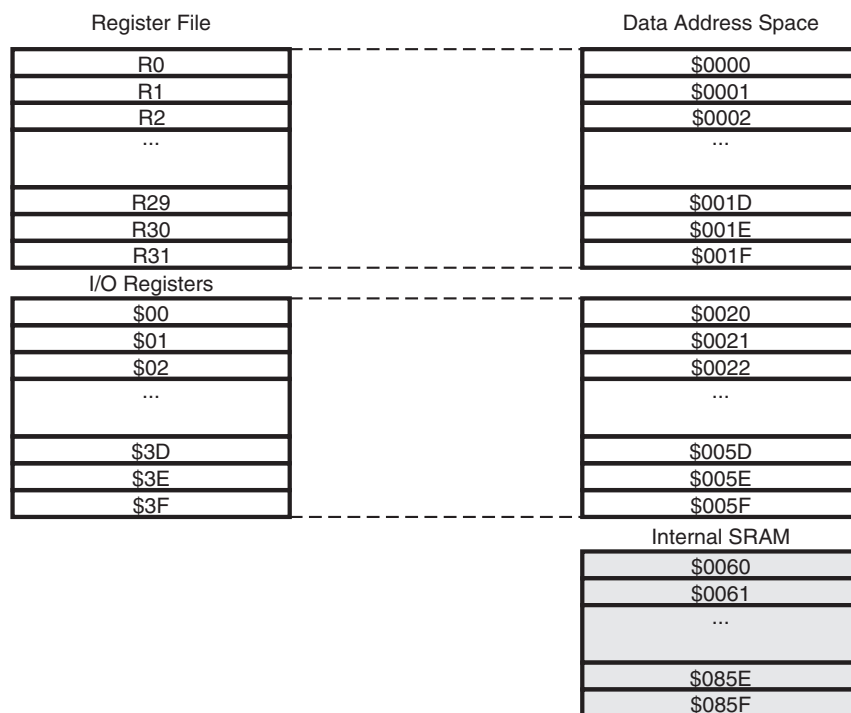 Register File Data Address Space
R0 $0000
R1 $0001
R2 $0002
... ...
R29 $001D
R30 $001E
R31 $001F
I/O Registers
$00 $0020
$01 $0021
$02 $0022
... ...
$3D $005D
$3E $005E
$3F $005F
Internal SRAM
$0060
$0061
...
$085E
$085F